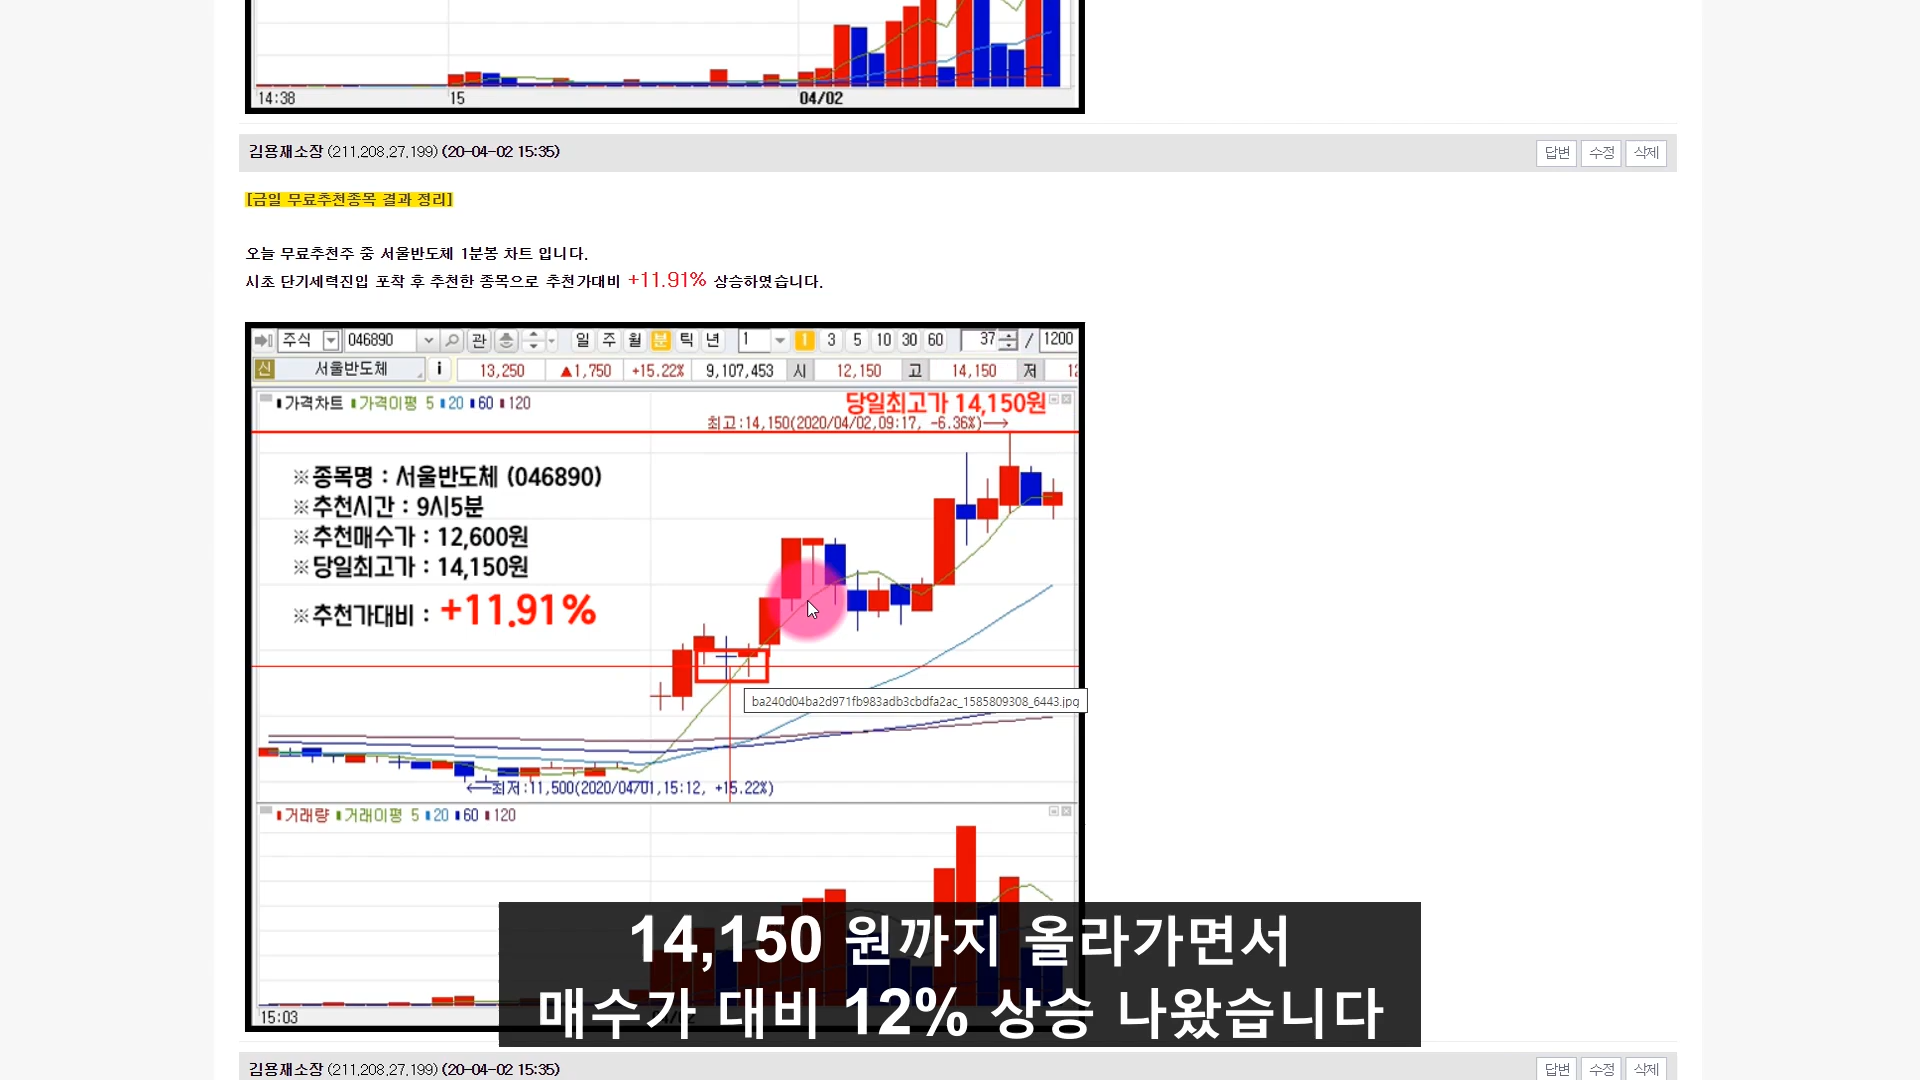 14:38
15
04/02
김용재소장 (211.208.27.199) (20-04-02 15:35)
답변 수정 삭제
[금일 무료추천종목 결과 정리]
오늘 무료추천주 중 서울반도체 1분봉 차트 입니다.
시초 단기세력진입 포착 후 추천한 종목으로 추천가대비 +11.91% 상승하였습니다.
주식 046890 관 일 주 월 분 틱 년 1 1 3 5 10 30 60 37 / 1200
신 서울반도체 i 13,250 ▲1,750 +15.22% 9,107,453 시 12,150 고 14,150 저 12
가격차트 가격이평 5 20 60 120
당일최고가 14,150원
최고:14,150(2020/04/02,09:17, -6.36%)→
※종목명 : 서울반도체 (046890)
※추천시간 : 9시5분
※추천매수가 : 12,600원
※당일최고가 : 14,150원
※추천가대비 : +11.91%
ba240d04ba2d971fb983adb3cbdfa2ac_1585809308_6443.jpg
←최저:11,500(2020/04/01,15:12, +15.22%)
거래량 거래이평 5 20 60 120
14,150 원까지 올라가면서
매수가 대비 12% 상승 나왔습니다
15:03
김용재소장 (211.208.27.199) (20-04-02 15:35)
답변 수정 삭제